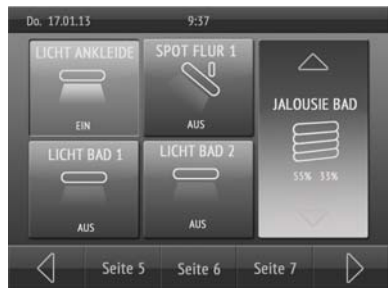 Do. 17.01.13
9:37
LICHT ANKLEIDE
EIN
SPOT FLUR 1
AUS
JALOUSIE BAD
55% 33%
LICHT BAD 1
AUS
LICHT BAD 2
AUS
Seite 5
Seite 6
Seite 7